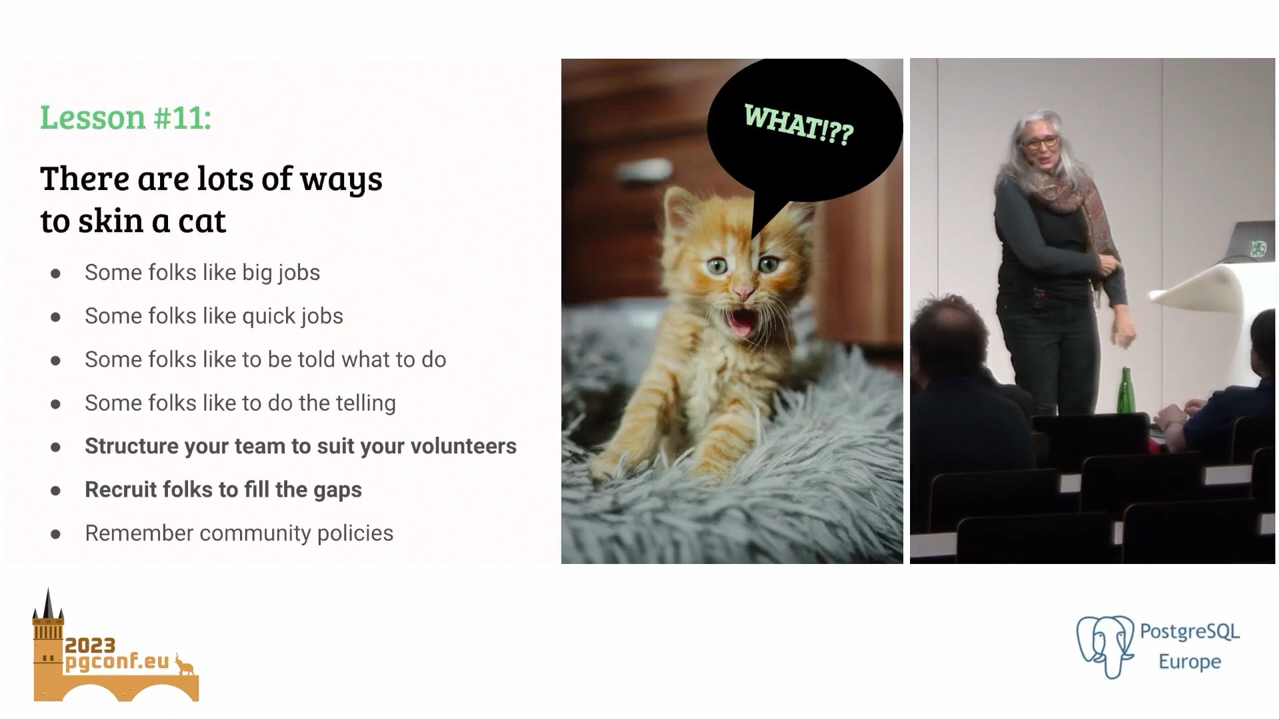 Lesson #11:
There are lots of ways
to skin a cat
● Some folks like big jobs
● Some folks like quick jobs
● Some folks like to be told what to do
● Some folks like to do the telling
● Structure your team to suit your volunteers
● Recruit folks to fill the gaps
● Remember community policies
WHAT!??
2023
pgconf.eu
PostgreSQL
Europe